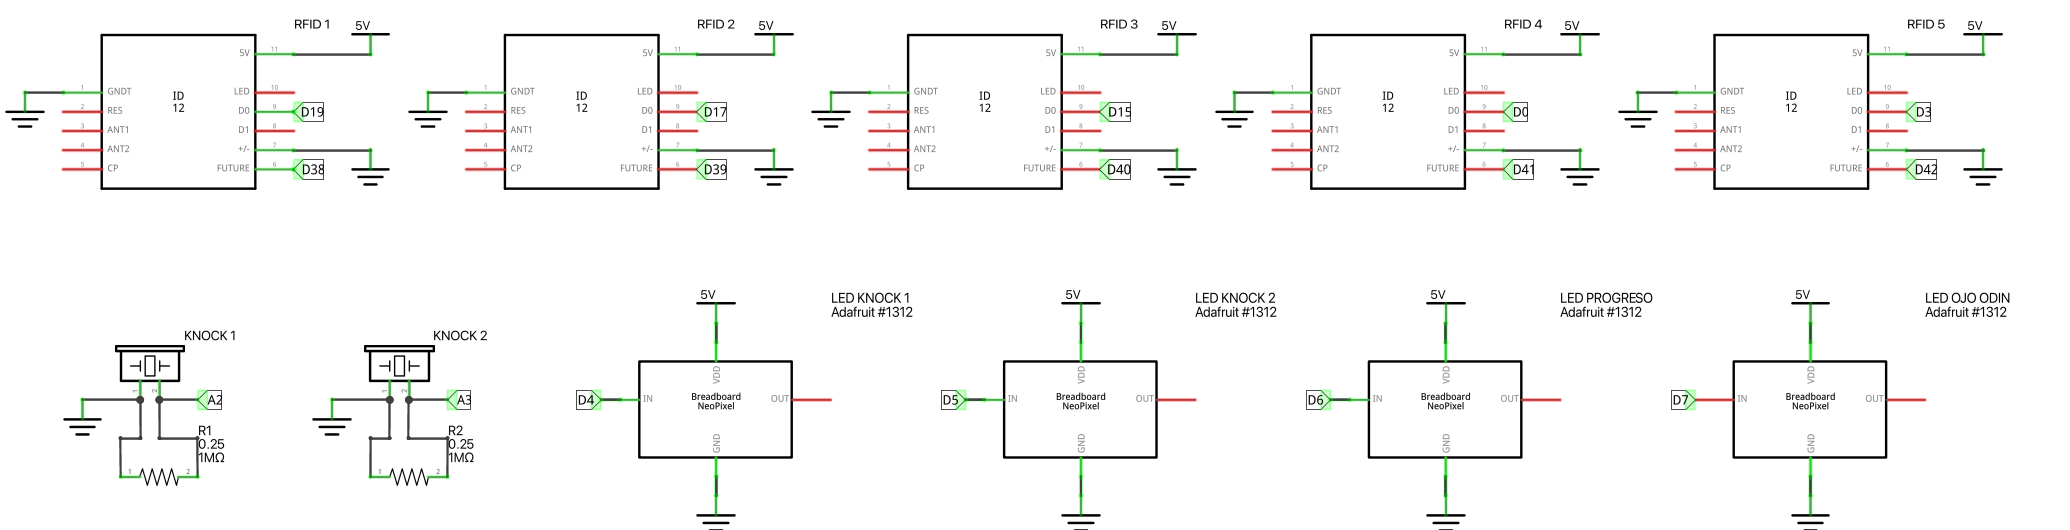 RFID 1
5V
5V
11
1
GNDT
LED
10
ID
12
2
RES
D0
9
D19
3
ANT1
D1
8
4
ANT2
+/-
7
5
CP
FUTURE
6
D38
RFID 2
5V
5V
11
1
GNDT
LED
10
ID
12
2
RES
D0
9
D17
3
ANT1
D1
8
4
ANT2
+/-
7
5
CP
FUTURE
6
D39
RFID 3
5V
5V
11
1
GNDT
LED
10
ID
12
2
RES
D0
9
D15
3
ANT1
D1
8
4
ANT2
+/-
7
5
CP
FUTURE
6
D40
RFID 4
5V
5V
11
1
GNDT
LED
10
ID
12
2
RES
D0
9
D0
3
ANT1
D1
8
4
ANT2
+/-
7
5
CP
FUTURE
6
D41
RFID 5
5V
5V
11
1
GNDT
LED
10
ID
12
2
RES
D0
9
D3
3
ANT1
D1
8
4
ANT2
+/-
7
5
CP
FUTURE
6
D42
KNOCK 1
1
2
A2
R1
0.25
1MΩ
1
2
KNOCK 2
1
2
A3
R2
0.25
1MΩ
1
2
5V
LED KNOCK 1
Adafruit #1312
VDD
D4
IN
Breadboard
NeoPixel
OUT
GND
5V
LED KNOCK 2
Adafruit #1312
VDD
D5
IN
Breadboard
NeoPixel
OUT
GND
5V
LED PROGRESO
Adafruit #1312
VDD
D6
IN
Breadboard
NeoPixel
OUT
GND
5V
LED OJO ODIN
Adafruit #1312
VDD
D7
IN
Breadboard
NeoPixel
OUT
GND